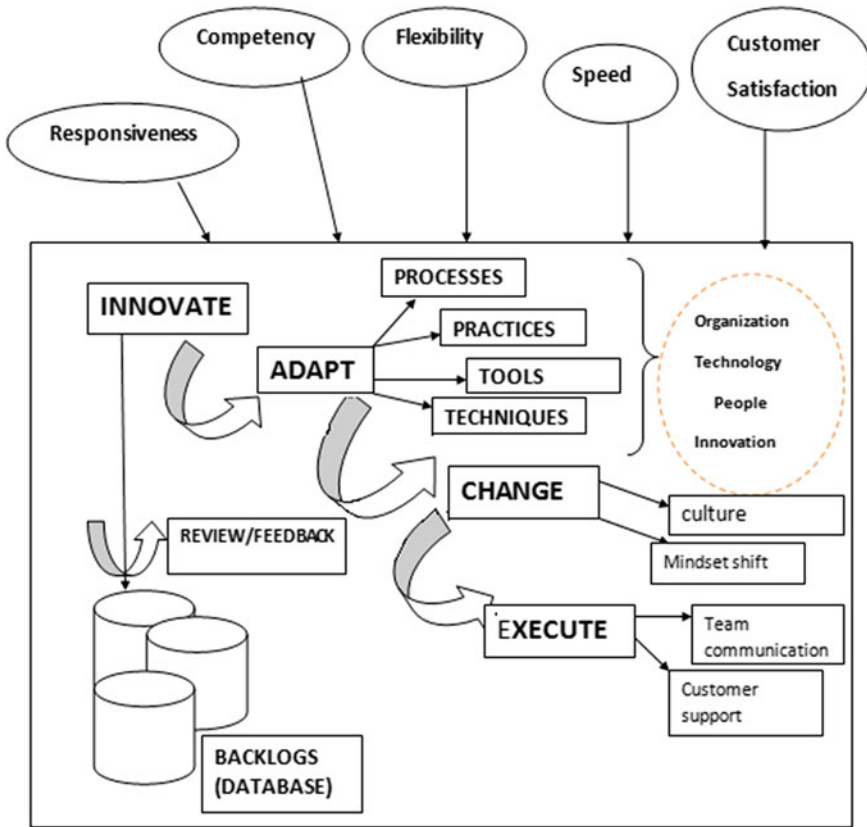 Competency
Flexibility
Customer
Satisfaction
Speed
Responsiveness
PROCESSES
INNOVATE
PRACTICES
ADAPT
TOOLS
TECHNIQUES
Organization
Technology
People
Innovation
CHANGE
culture
REVIEW/FEEDBACK
Mindset shift
EXECUTE
Team
communication
Customer
support
BACKLOGS
(DATABASE)